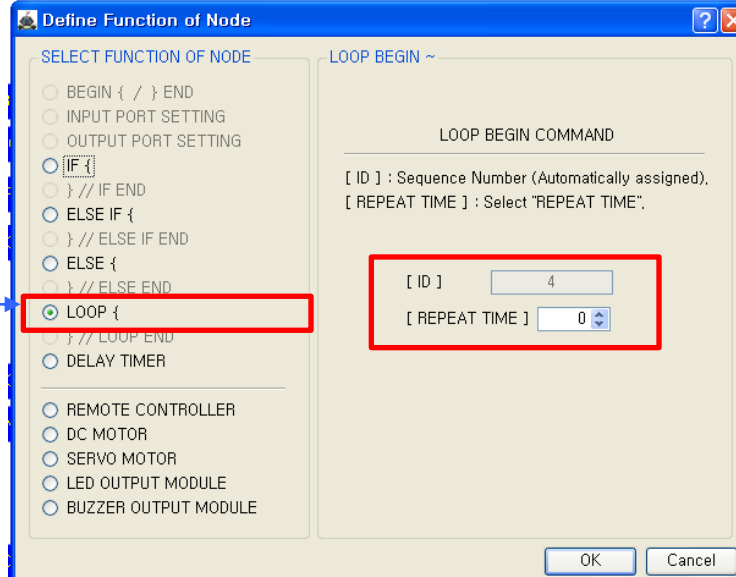 Define Function of Node
SELECT FUNCTION OF NODE
BEGIN { / } END
INPUT PORT SETTING
OUTPUT PORT SETTING
IF {
} // IF END
ELSE IF {
} // ELSE IF END
ELSE {
} // ELSE END
LOOP {
} // LOOP END
DELAY TIMER
REMOTE CONTROLLER
DC MOTOR
SERVO MOTOR
LED OUTPUT MODULE
BUZZER OUTPUT MODULE
LOOP BEGIN ~
LOOP BEGIN COMMAND
[ ID ] : Sequence Number (Automatically assigned),
[ REPEAT TIME ] : Select "REPEAT TIME",
[ ID ] 4
[ REPEAT TIME ] 0
OK Cancel